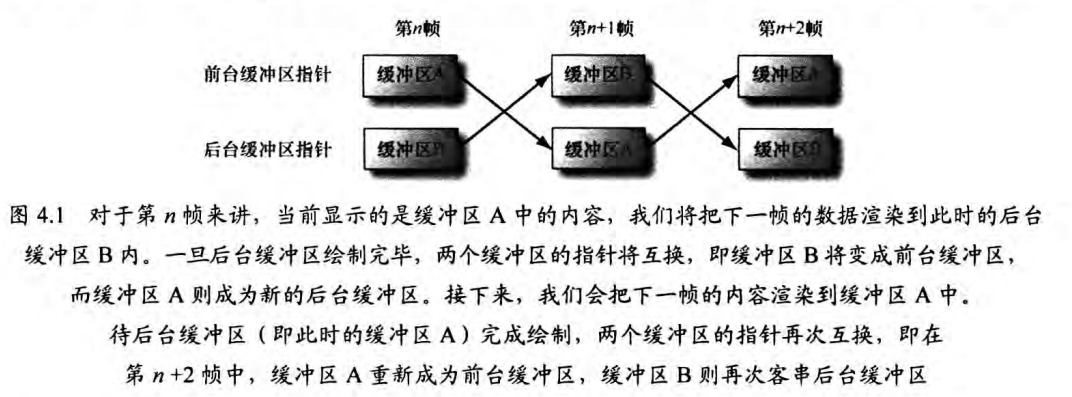 第n帧 第n+1帧 第n+2帧
前台缓冲区指针 缓冲区A 缓冲区B 缓冲区A
后台缓冲区指针 缓冲区B 缓冲区A 缓冲区B
图 4.1 对于第 n 帧来讲，当前显示的是缓冲区 A 中的内容，我们将把下一帧的数据渲染到此时的后台
缓冲区 B 内。一旦后台缓冲区绘制完毕，两个缓冲区的指针将互换，即缓冲区 B 将变成前台缓冲区，
而缓冲区 A 则成为新的后台缓冲区。接下来，我们会把下一帧的内容渲染到缓冲区 A 中。
待后台缓冲区（即此时的缓冲区 A）完成绘制，两个缓冲区的指针再次互换，即在
第 n +2 帧中，缓冲区 A 重新成为前台缓冲区，缓冲区 B 则再次客串后台缓冲区